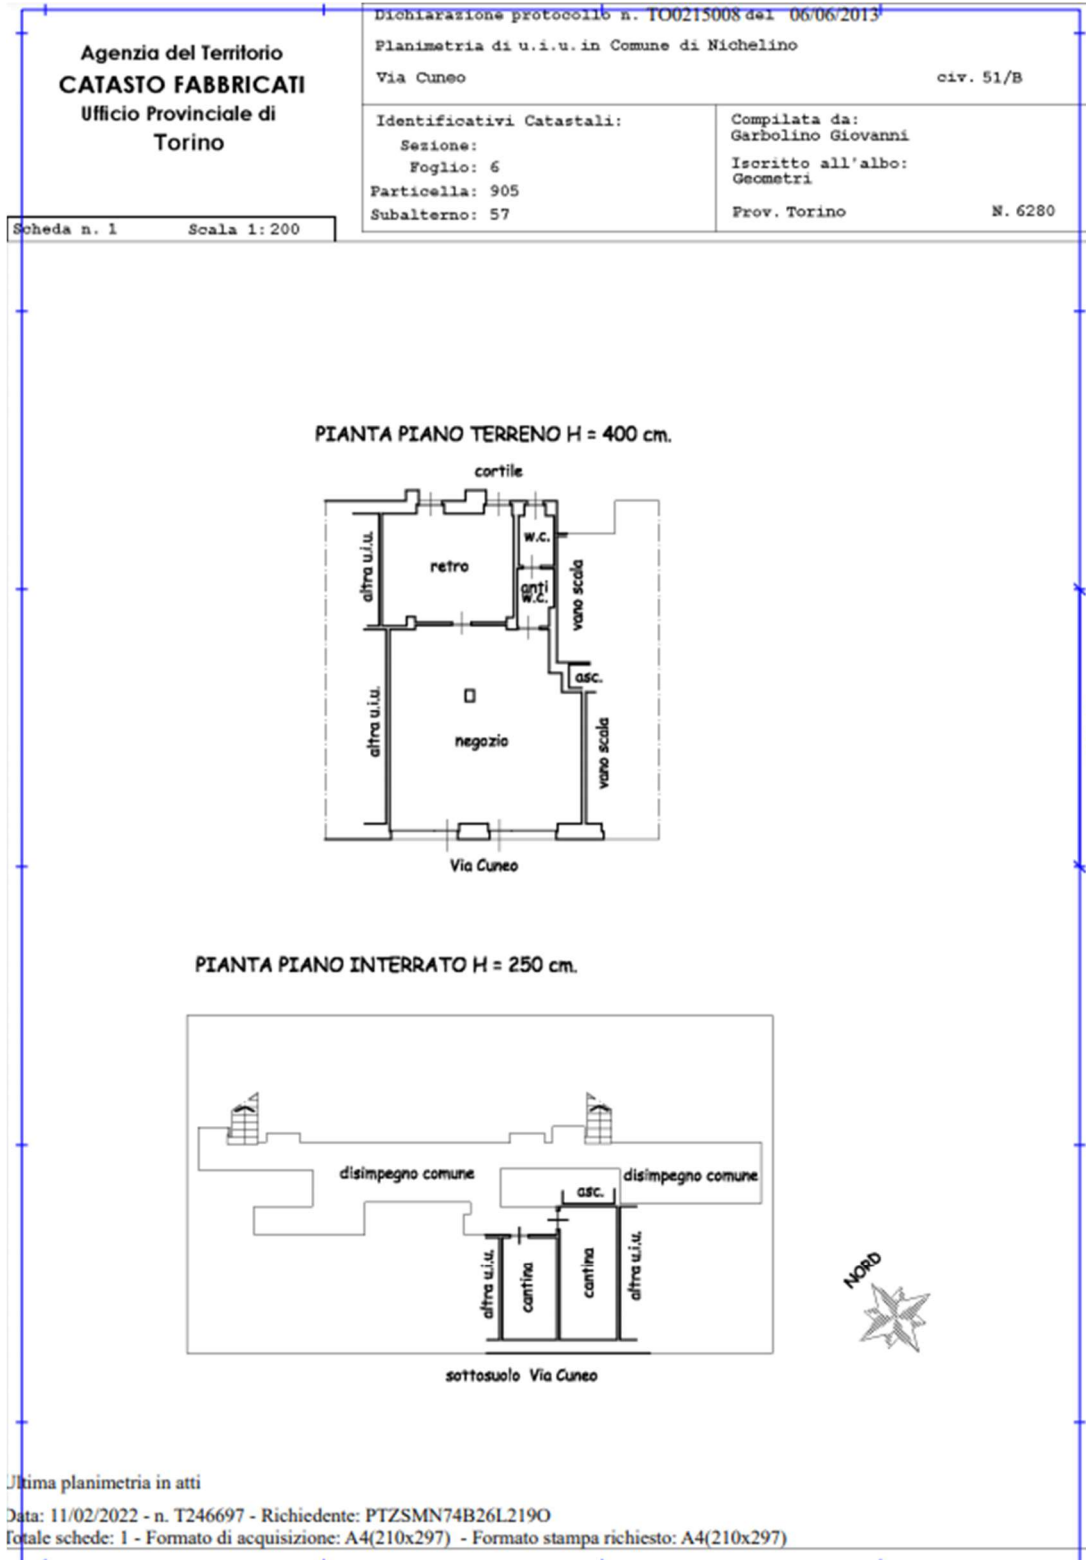 Agenzia del Territorio
CATASTO FABBRICATI
Ufficio Provinciale di
Torino
Scheda n. 1 Scala 1:200
Dichiarazione protocollo n. TO0215008 del 06/06/2013
Planimetria di u.i.u. in Comune di Nichelino
Via Cuneo civ. 51/B
Identificativi Catastali:
Sezione:
Foglio: 6
Particella: 905
Subalterno: 57
Compilata da:
Garbolino Giovanni
Iscritto all'albo:
Geometri
Prov. Torino N. 6280
PIANTA PIANO TERRENO H = 400 cm.
cortile
altra u.i.u.
retro
w.c.
anti
w.c.
vano scala
altra u.i.u.
asc.
negozio
vano scala
Via Cuneo
PIANTA PIANO INTERRATO H = 250 cm.
disimpegno comune
disimpegno comune
asc.
altra u.i.u.
cantina
cantina
altra u.i.u.
NORD
sottosuolo Via Cuneo
Ultima planimetria in atti
Data: 11/02/2022 - n. T246697 - Richiedente: PTZSMN74B26L219O
Totale schede: 1 - Formato di acquisizione: A4(210x297) - Formato stampa richiesto: A4(210x297)